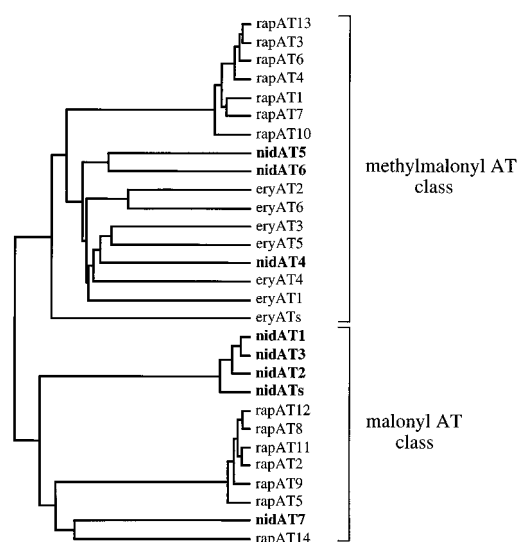 rapAT13
rapAT3
rapAT6
rapAT4
rapAT1
rapAT7
rapAT10
nidAT5
nidAT6
eryAT2
eryAT6
eryAT3
eryAT5
nidAT4
eryAT4
eryAT1
eryATs
methylmalonyl AT
class
nidAT1
nidAT3
nidAT2
nidATs
rapAT12
rapAT8
rapAT11
rapAT2
rapAT9
rapAT5
nidAT7
rapAT14
malonyl AT
class